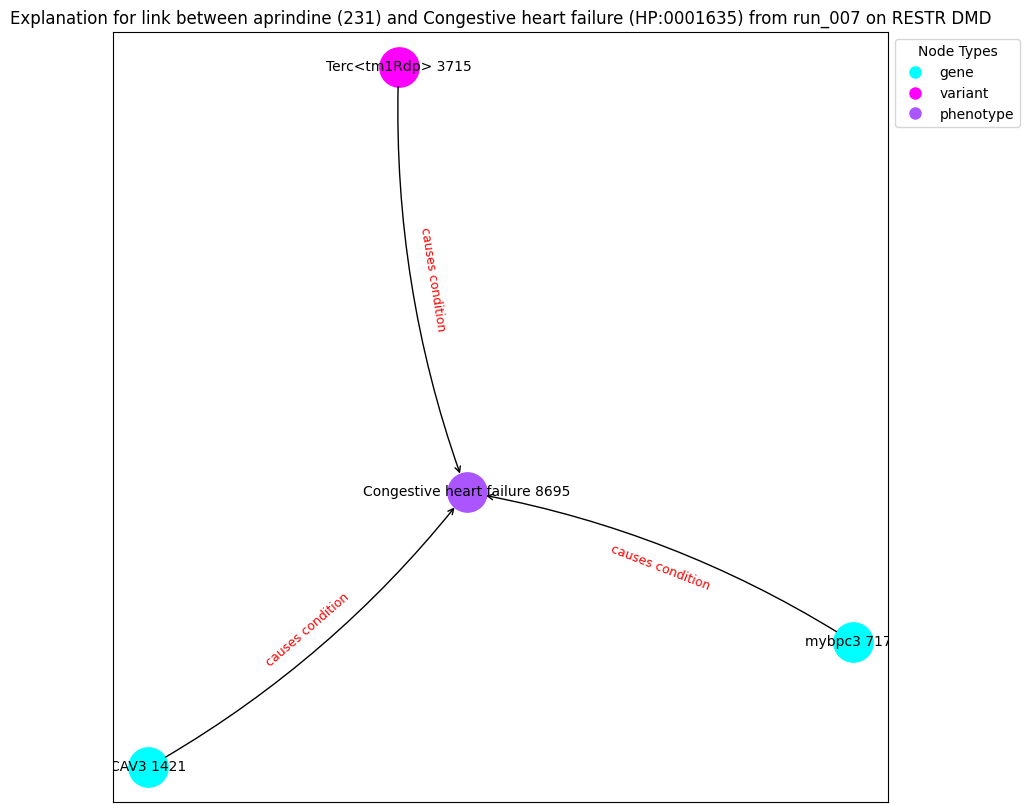 Explanation for link between aprindine (231) and Congestive heart failure (HP:0001635) from run_007 on RESTR DMD
Node Types
gene
variant
phenotype
Terc<tm1Rdp> 3715
causes condition
Congestive heart failure 8695
causes condition
causes condition
mybpc3 717
CAV3 1421